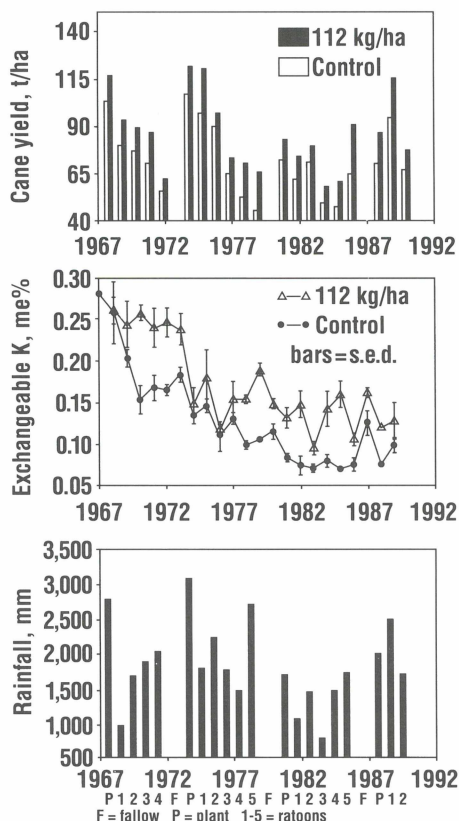 150
115
90
65
40
Cane yield, t/ha
112 kg/ha
Control
1967 1972 1977 1982 1987 1992
0.30
0.25
0.20
0.15
0.10
0.05
Exchangeable K, me%
112 kg/ha
Control
bars=s.e.d.
1967 1972 1977 1982 1987 1992
3,500
3,000
2,500
2,000
1,500
1,000
500
Rainfall, mm
1967 1972 1977 1982 1987 1992
P 1 2 3 4 F P 1 2 3 4 5 F P 1 2 3 4 5 F P 1 2
F = fallow P = plant 1-5 = ratoons